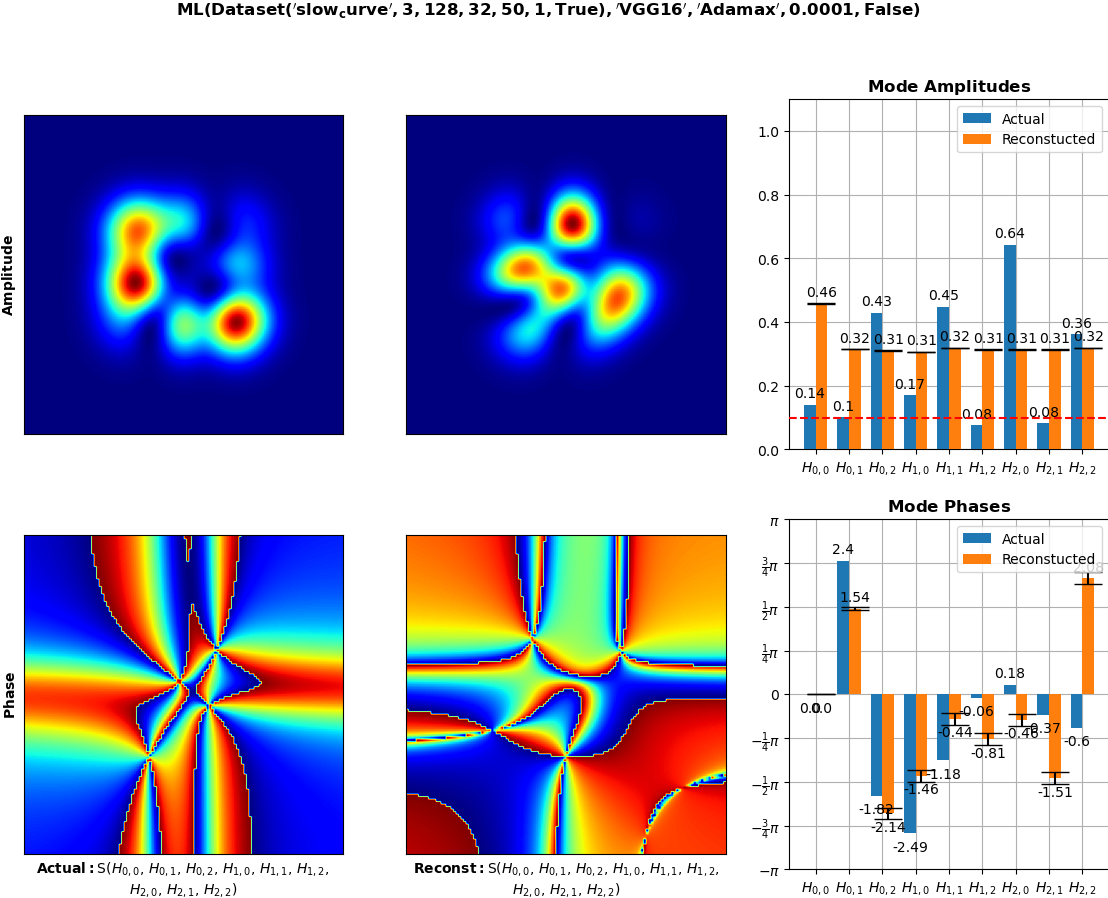 ML(Dataset('slow_curve', 3, 128, 32, 50, 1, True), 'VGG16', 'Adamax', 0.0001, False)
Amplitude
Mode Amplitudes
Actual
Reconstucted
1.0
0.8
0.6
0.4
0.2
0.0
0.14
0.46
0.1
0.32
0.43
0.31
0.17
0.31
0.45
0.32
0.08
0.31
0.64
0.31
0.08
0.31
0.36
0.32
H0,0 H0,1 H0,2 H1,0 H1,1 H1,2 H2,0 H2,1 H2,2
Phase
Actual: S(H0,0, H0,1, H0,2, H1,0, H1,1, H1,2,
H2,0, H2,1, H2,2)
Reconst: S(H0,0, H0,1, H0,2, H1,0, H1,1, H1,2,
H2,0, H2,1, H2,2)
Mode Phases
Actual
Reconstucted
π
3/4π
1/2π
1/4π
0
−1/4π
−1/2π
−3/4π
−π
0.0
0.0
2.4
1.54
-1.82
-2.14
-2.49
-1.46
-1.18
-0.44
-0.06
-0.81
0.18
-0.46
-0.37
-1.51
-0.6
2.08
H0,0 H0,1 H0,2 H1,0 H1,1 H1,2 H2,0 H2,1 H2,2